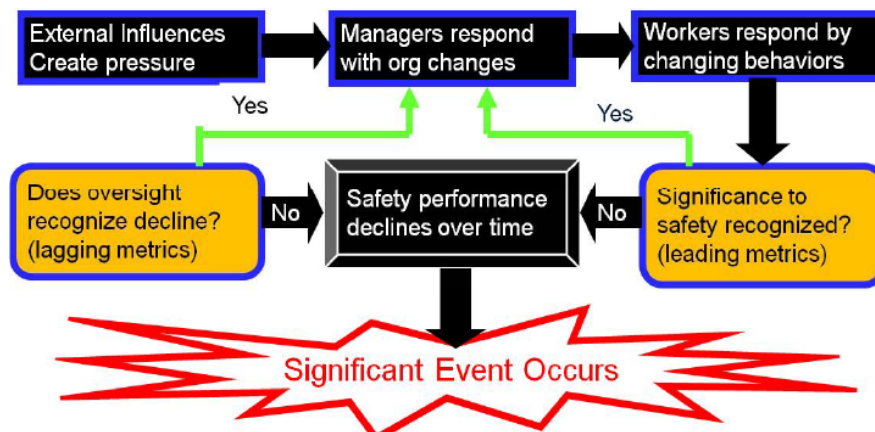 External Influences
Create pressure
Managers respond
with org changes
Workers respond by
changing behaviors
Yes
Yes
Does oversight
recognize decline?
(lagging metrics)
No
Safety performance
declines over time
No
Significance to
safety recognized?
(leading metrics)
Significant Event Occurs